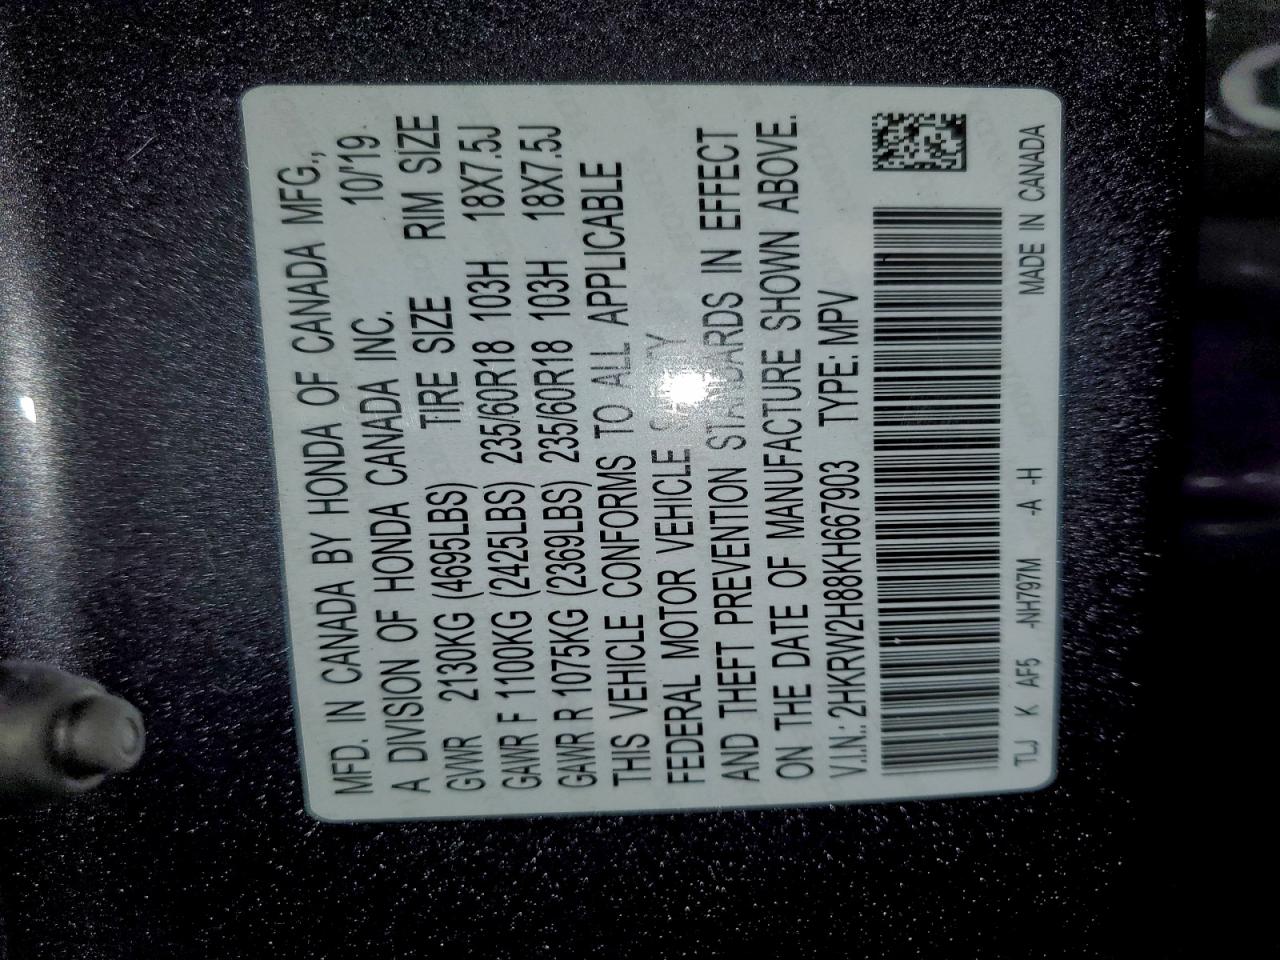 MFD. IN CANADA BY HONDA OF CANADA MFG.,
A DIVISION OF HONDA CANADA INC. 10/'19
GVWR 2130KG (4695LBS) TIRE SIZE RIM SIZE
GAWR F 1100KG (2425LBS) 235/60R18 103H 18X7.5J
GAWR R 1075KG (2369LBS) 235/60R18 103H 18X7.5J
THIS VEHICLE CONFORMS TO ALL APPLICABLE
FEDERAL MOTOR VEHICLE SAFETY
AND THEFT PREVENTION STANDARDS IN EFFECT
ON THE DATE OF MANUFACTURE SHOWN ABOVE.
V.I.N.: 2HKRW2H88KH667903 TYPE: MPV
TLJ K AF5 -NH797M -A -H MADE IN CANADA